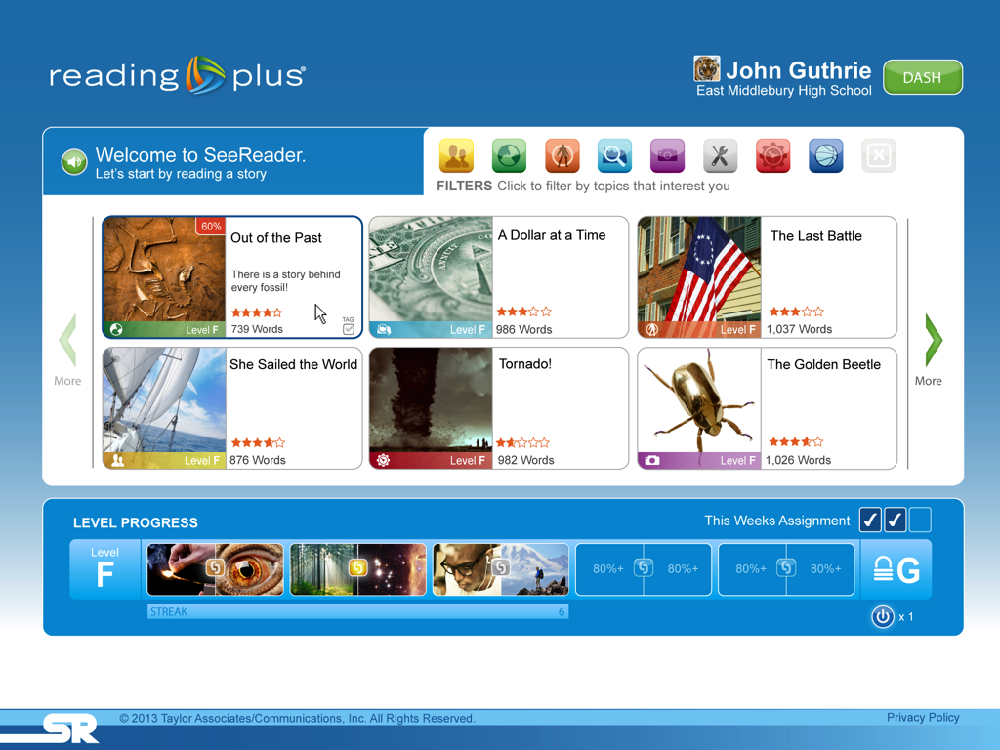 reading plus®
John Guthrie
East Middlebury High School
DASH
Welcome to SeeReader.
Let's start by reading a story
FILTERS Click to filter by topics that interest you
60%
Out of the Past
There is a story behind
every fossil!
TAG
Level F
739 Words
A Dollar at a Time
ANNUIT
Level F
986 Words
The Last Battle
Level F
1,037 Words
She Sailed the World
Level F
876 Words
Tornado!
Level F
982 Words
The Golden Beetle
Level F
1,026 Words
More
More
LEVEL PROGRESS
This Weeks Assignment
Level
F
80%+
80%+
80%+
80%+
G
STREAK
6
x 1
SR
© 2013 Taylor Associates/Communications, Inc. All Rights Reserved.
Privacy Policy